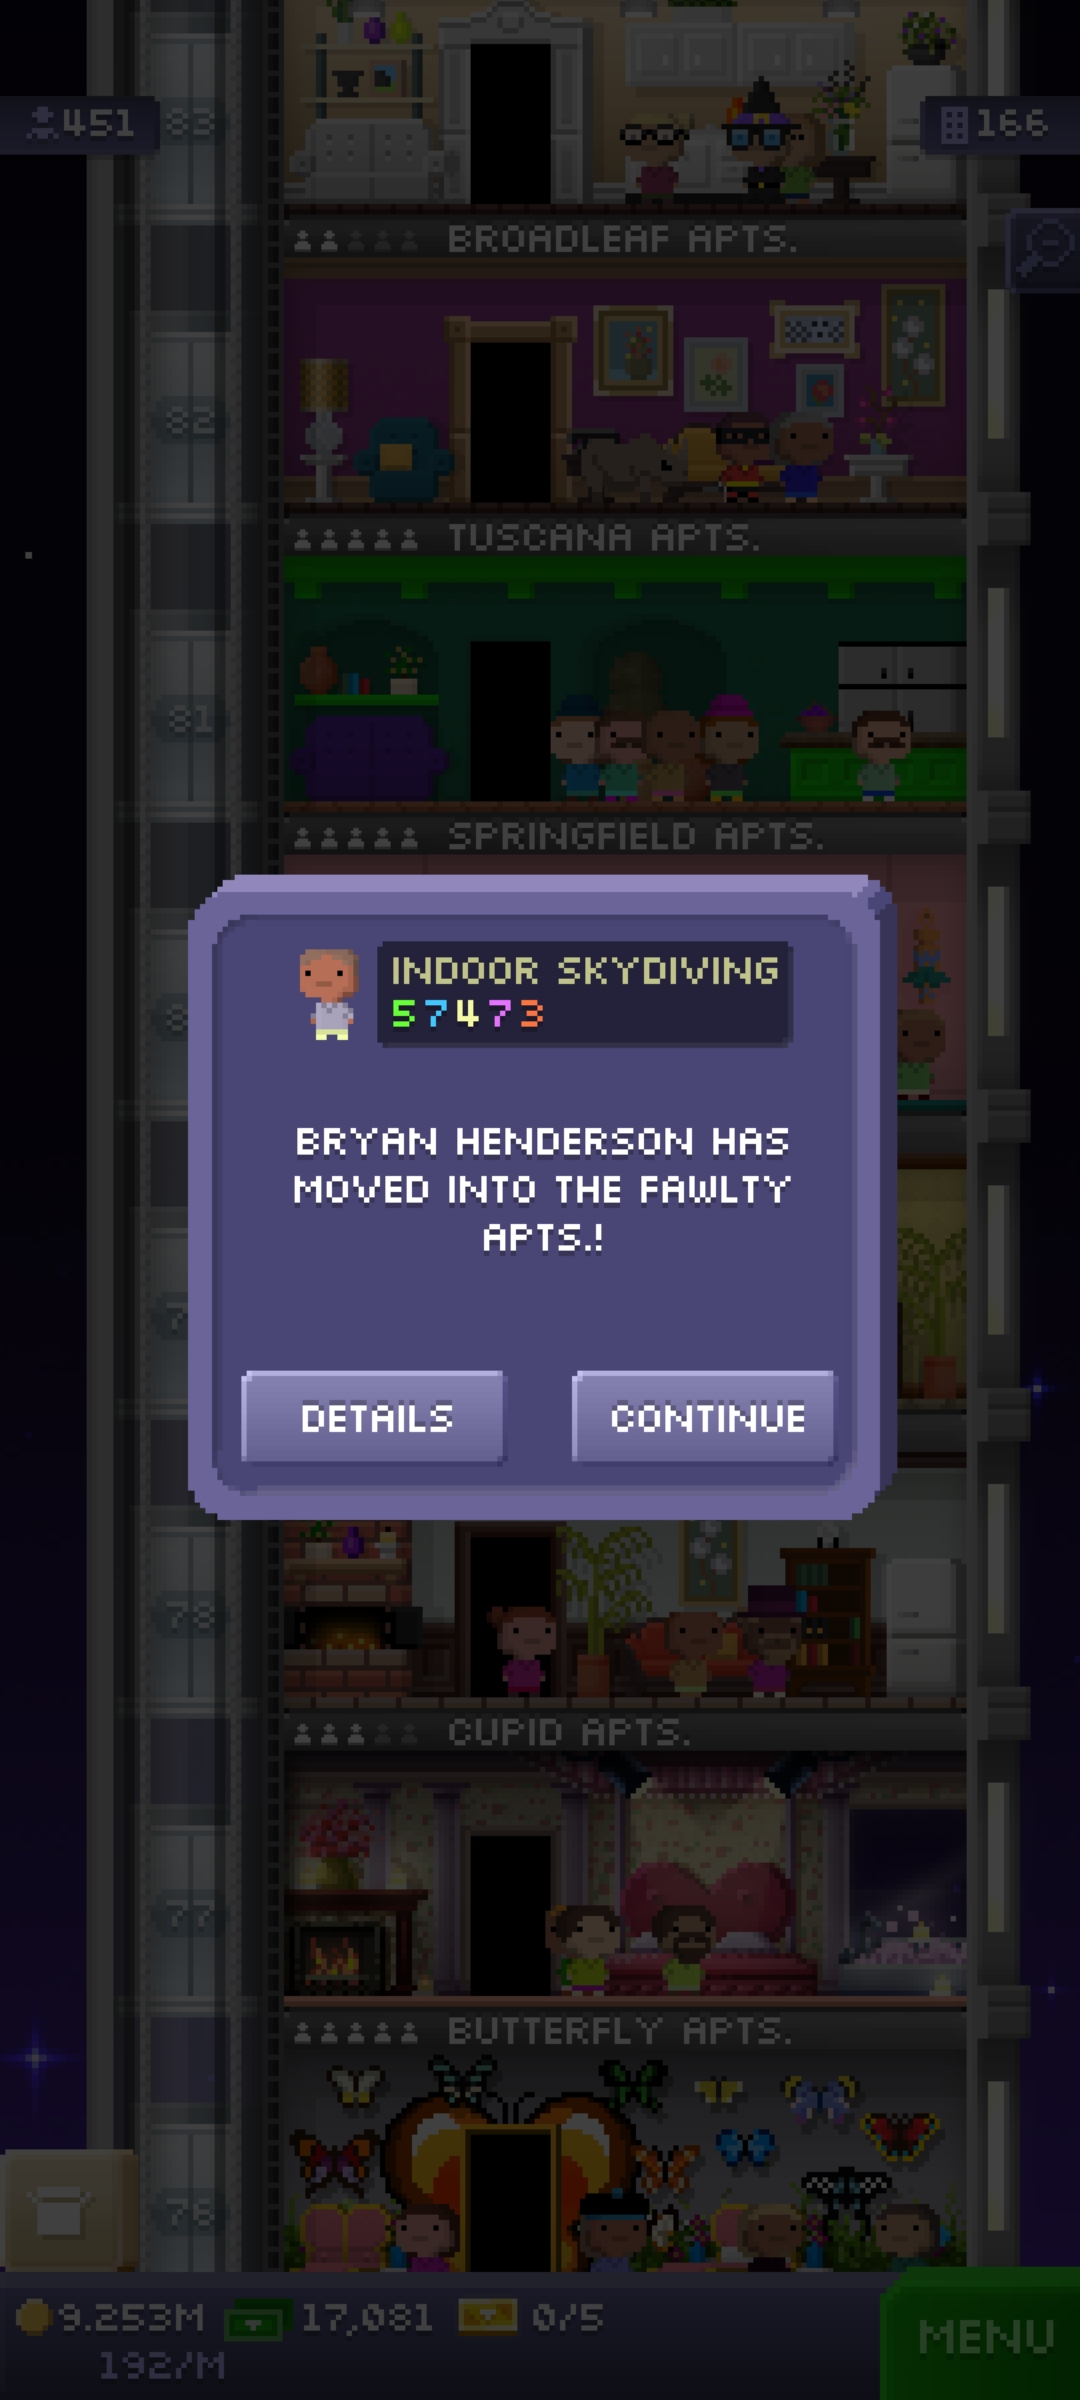 451
83
166
BROADLEAF APTS.
82
TUSCANA APTS.
81
SPRINGFIELD APTS.
INDOOR SKYDIVING
57473
BRYAN HENDERSON HAS
MOVED INTO THE FAWLTY
APTS.!
DETAILS
CONTINUE
78
CUPID APTS.
77
BUTTERFLY APTS.
76
9.253M
17,081
0/5
192/M
MENU